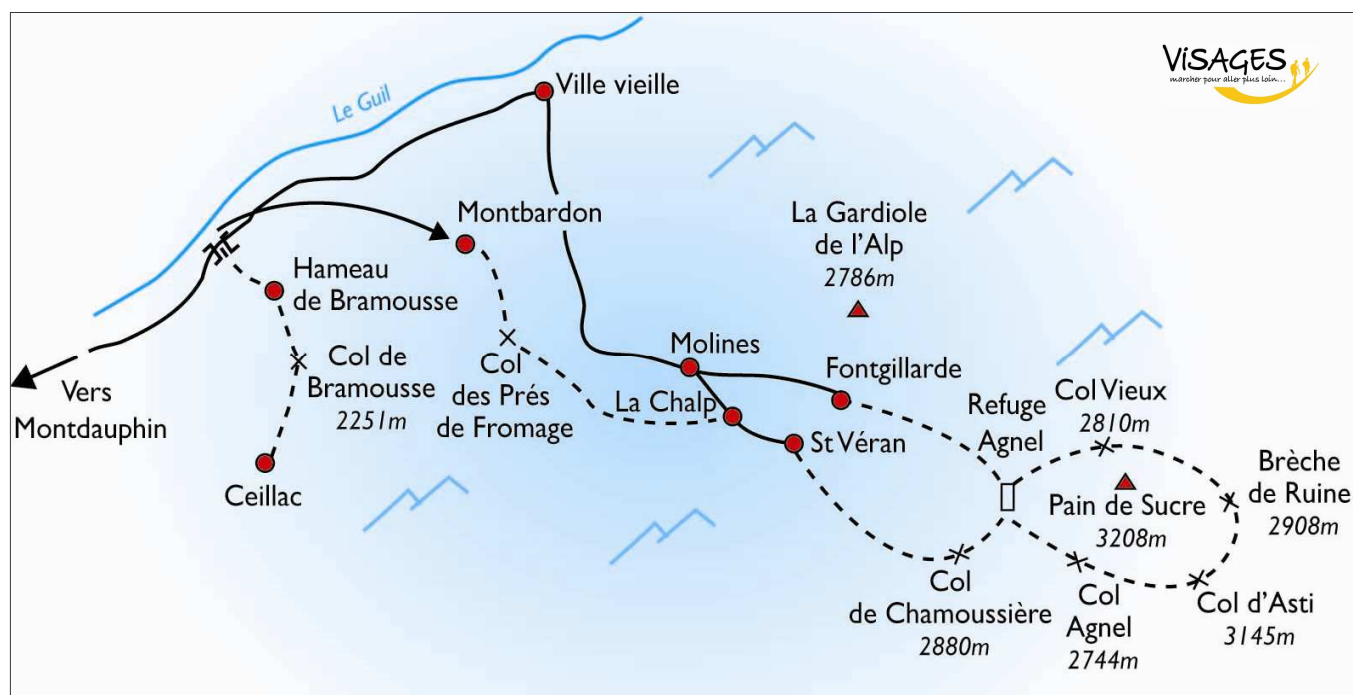 ViSAGES
marcher pour aller plus loin...
Le Guil
Ville vieille
Montbardon
La Gardiole
de l'Alp
2786m
Hameau
de Bramousse
Col de
Bramousse
2251m
Vers
Montdauphin
Ceillac
Col
des Prés
de Fromage
Molines
La Chalp
Fontgillarde
St Véran
Refuge
Agnel
Col Vieux
2810m
Brèche
de Ruine
2908m
Pain de Sucre
3208m
Col
de Chamoussière
2880m
Col
Agnel
2744m
Col d'Asti
3145m